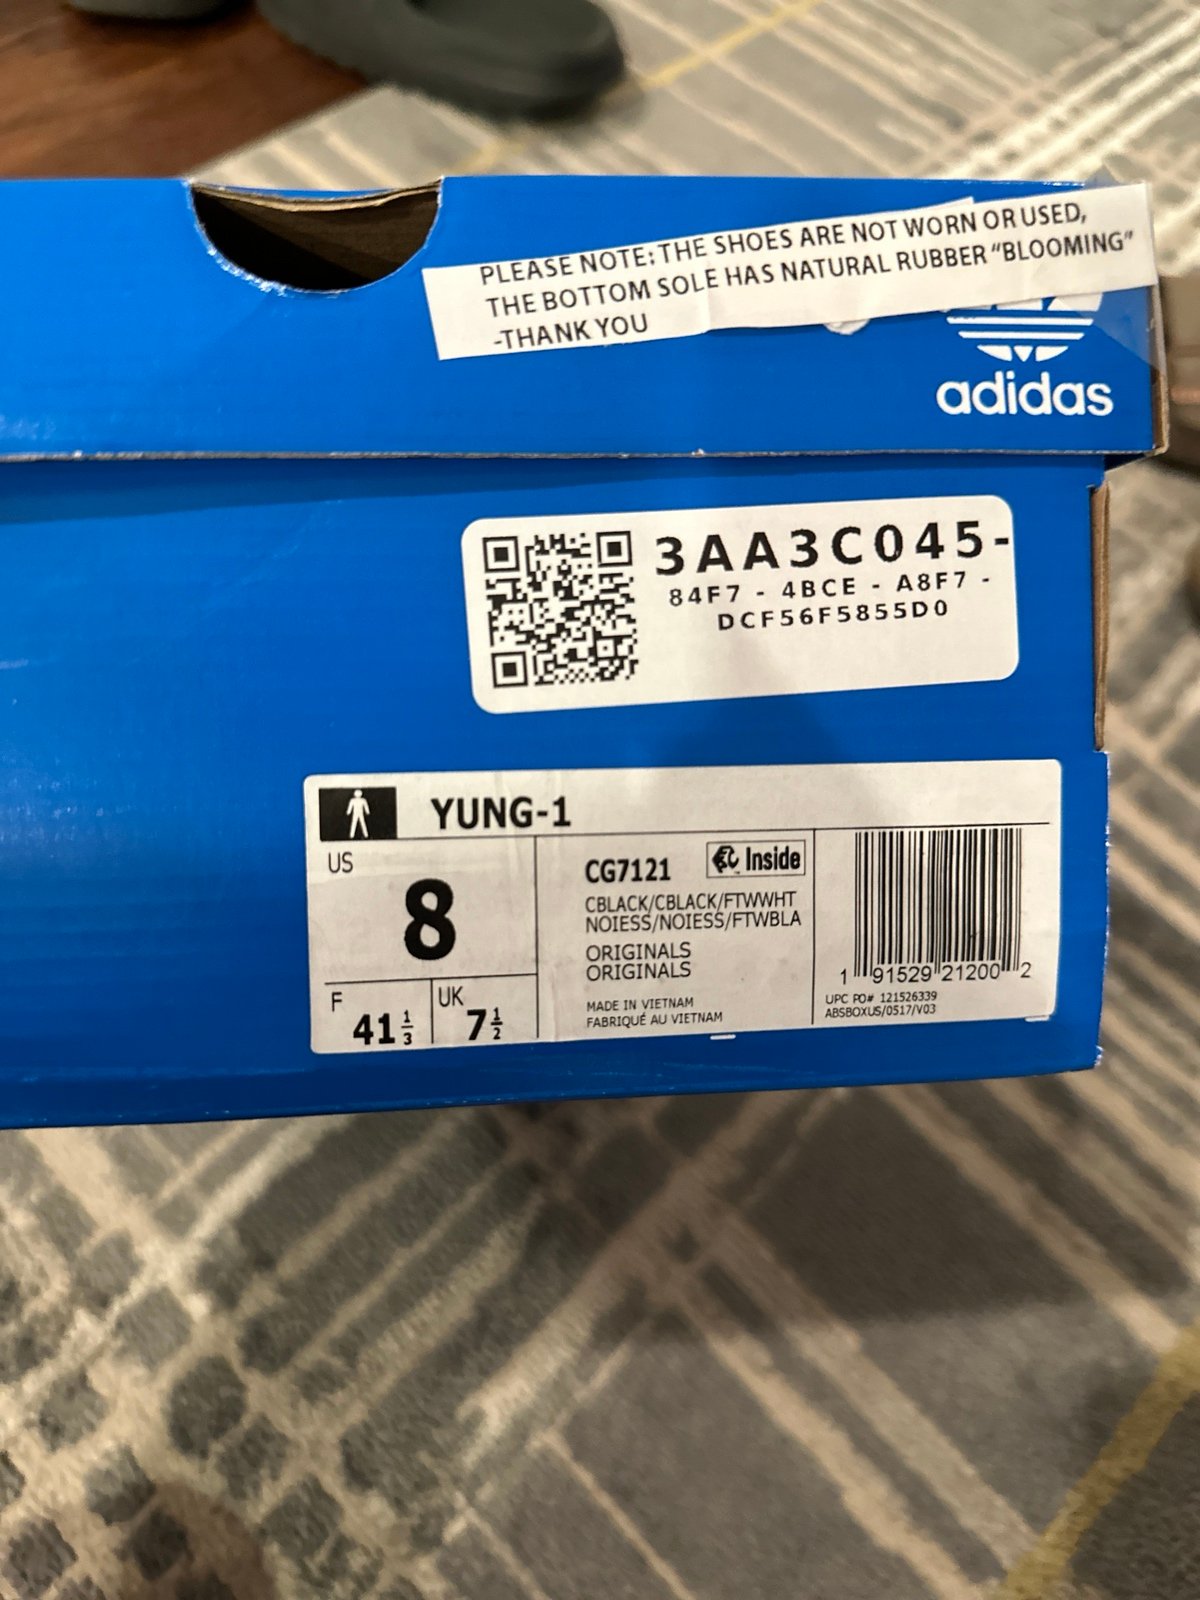 PLEASE NOTE: THE SHOES ARE NOT WORN OR USED,
THE BOTTOM SOLE HAS NATURAL RUBBER “BLOOMING”
-THANK YOU
adidas
3AA3C045-
84F7 - 4BCE - A8F7 -
DCF56F5855D0
YUNG-1
US
8
F
41 1/3
UK
7 1/2
CG7121
Inside
CBLACK/CBLACK/FTWWHT
NOIESS/NOIESS/FTWBLA
ORIGINALS
ORIGINALS
MADE IN VIETNAM
FABRIQUÉ AU VIETNAM
1 91529 21200 2
UPC PO# 121526339
ABSBOXUS/0517/V03